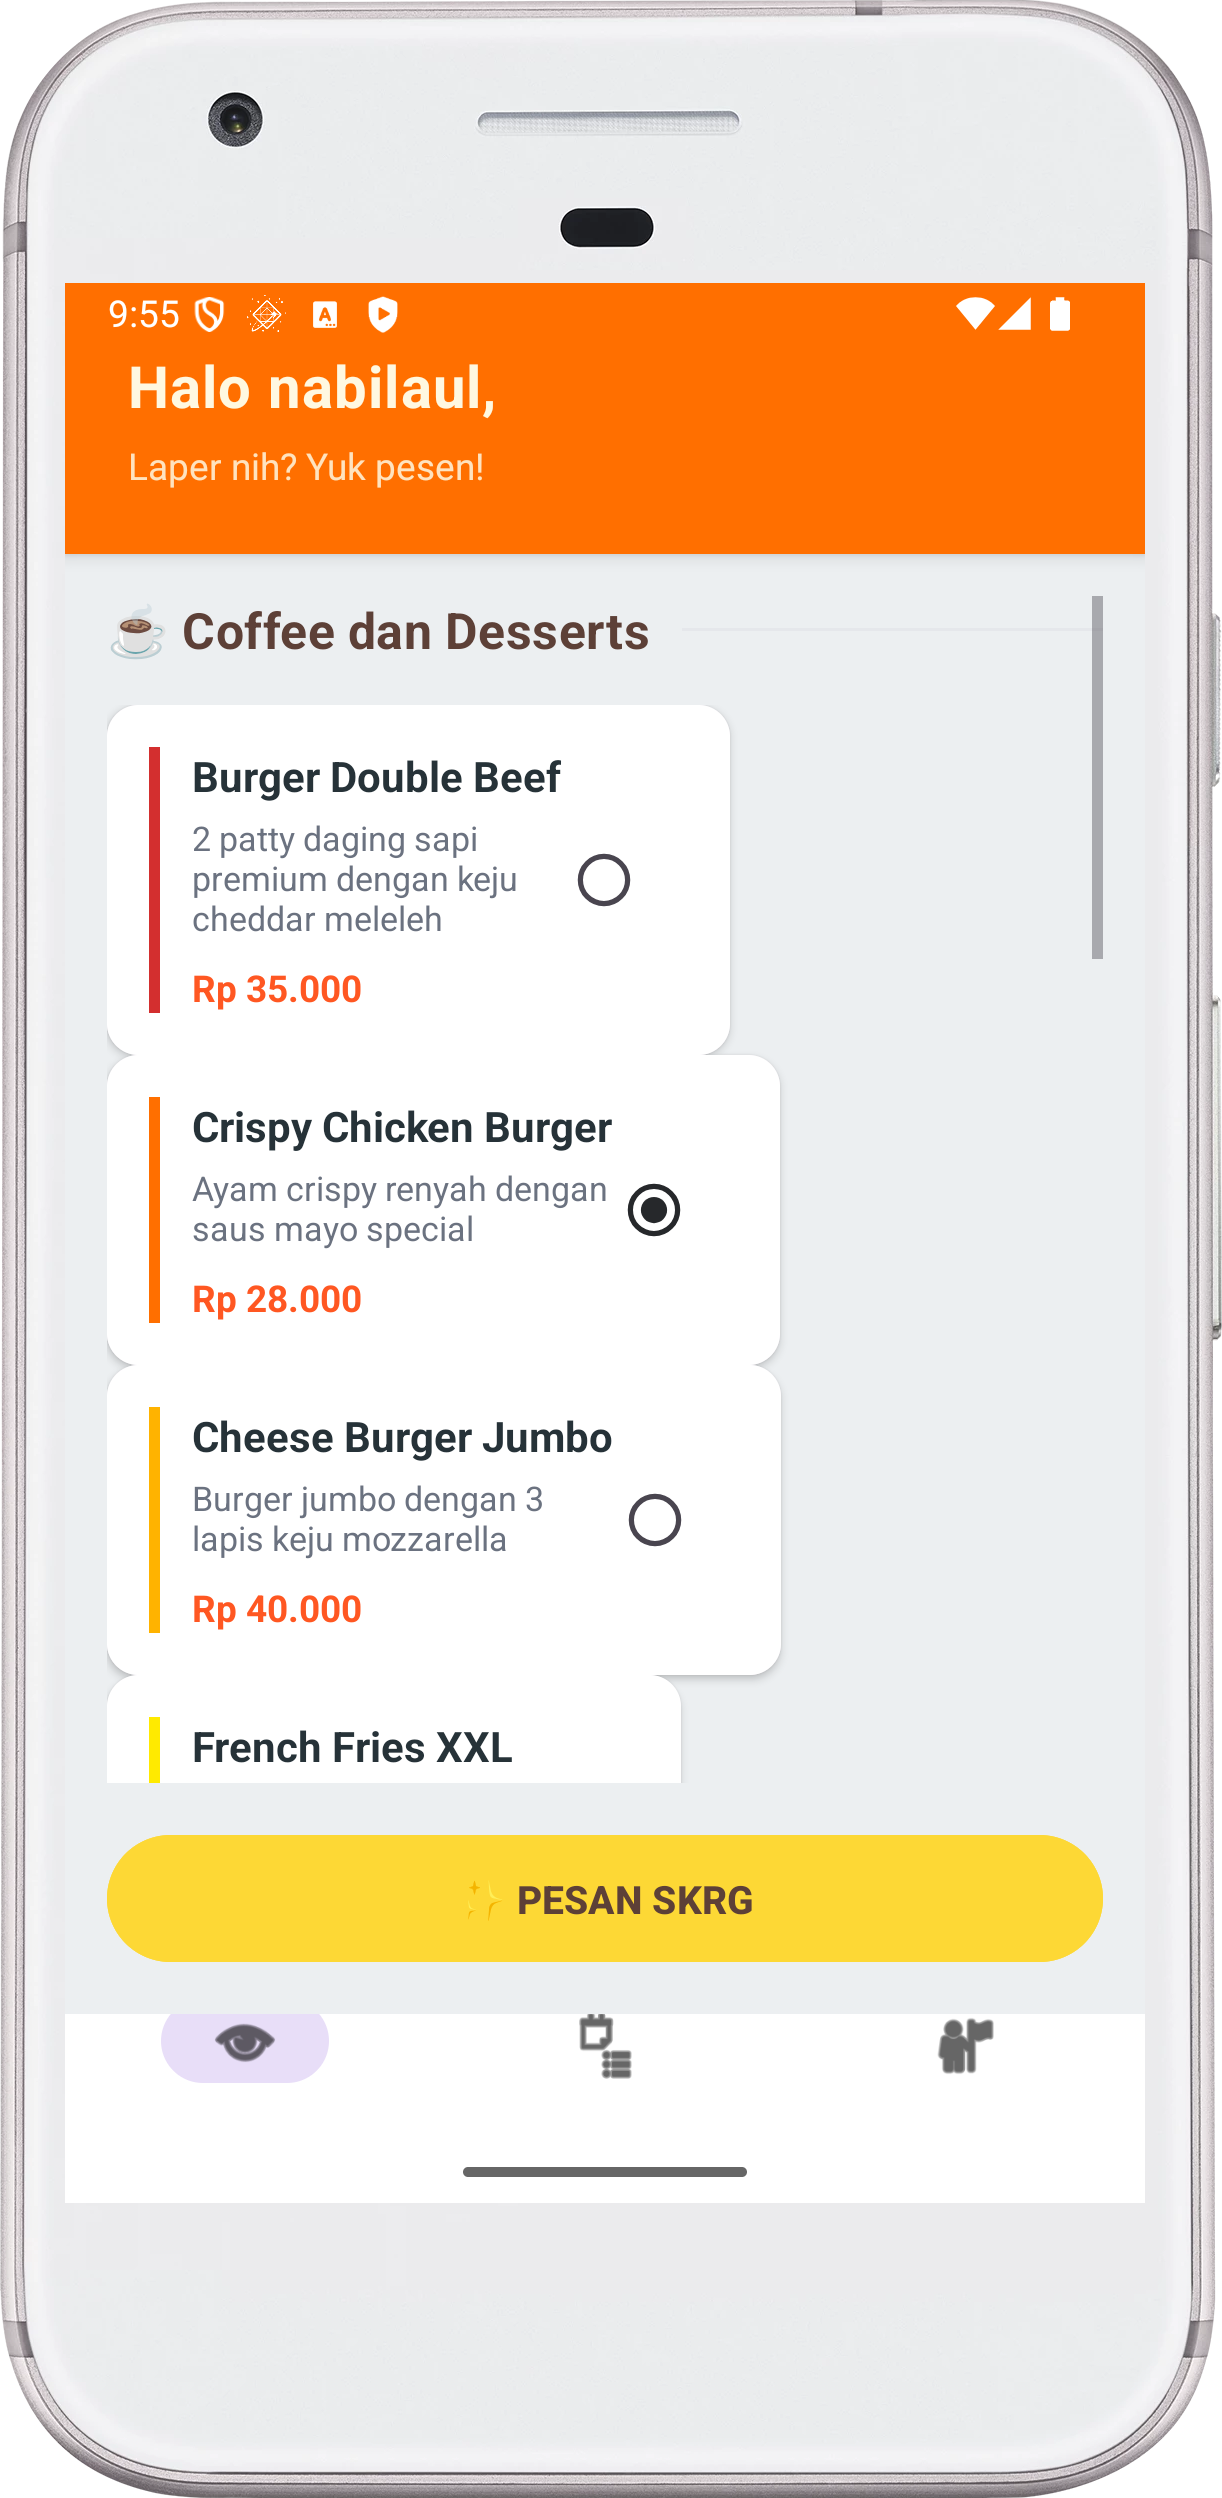 9:55
Halo nabilaul,
Laper nih? Yuk pesen!
☕ Coffee dan Desserts
Burger Double Beef
2 patty daging sapi
premium dengan keju
cheddar meleleh
Rp 35.000
Crispy Chicken Burger
Ayam crispy renyah dengan
saus mayo special
Rp 28.000
Cheese Burger Jumbo
Burger jumbo dengan 3
lapis keju mozzarella
Rp 40.000
French Fries XXL
✨ PESAN SKRG